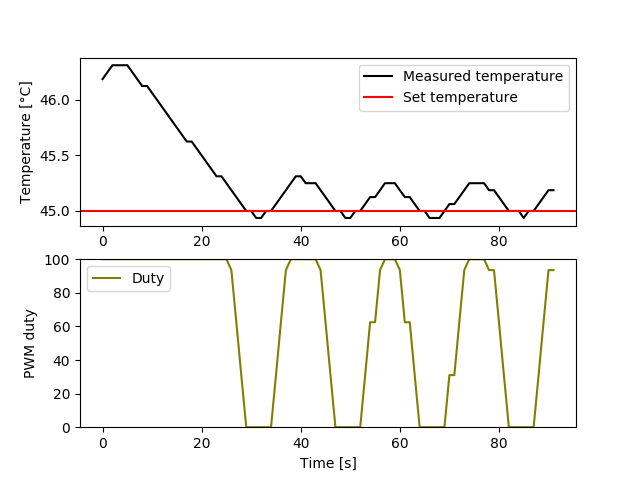 Temperature [°C]
46.0
45.5
45.0
Measured temperature
Set temperature
0 20 40 60 80
PWM duty
100
80
60
40
20
0
Duty
0 20 40 60 80
Time [s]